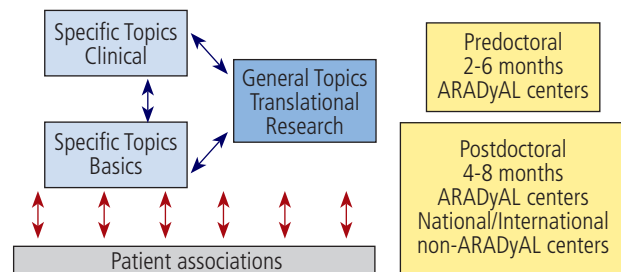 Specific Topics
Clinical
General Topics
Translational
Research
Specific Topics
Basics
Patient associations
Predoctoral
2-6 months
ARADyAL centers
Postdoctoral
4-8 months
ARADyAL centers
National/International
non-ARADyAL centers